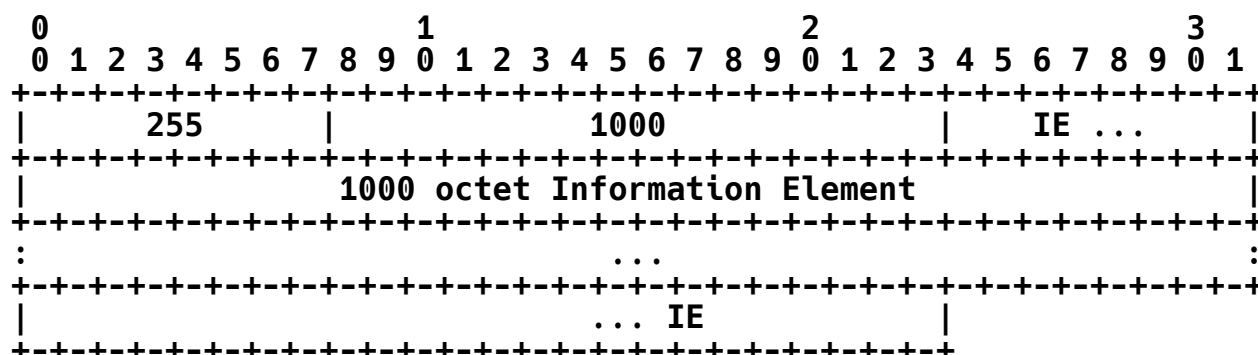 0                   1                   2                   3
 0 1 2 3 4 5 6 7 8 9 0 1 2 3 4 5 6 7 8 9 0 1 2 3 4 5 6 7 8 9 0 1
+-+-+-+-+-+-+-+-+-+-+-+-+-+-+-+-+-+-+-+-+-+-+-+-+-+-+-+-+-+-+-+-+
|      255      |             1000              |    IE ...     |
+-+-+-+-+-+-+-+-+-+-+-+-+-+-+-+-+-+-+-+-+-+-+-+-+-+-+-+-+-+-+-+-+
|                1000 octet Information Element                 |
+-+-+-+-+-+-+-+-+-+-+-+-+-+-+-+-+-+-+-+-+-+-+-+-+-+-+-+-+-+-+-+-+
:                              ...                              :
+-+-+-+-+-+-+-+-+-+-+-+-+-+-+-+-+-+-+-+-+-+-+-+-+-+-+-+-+-+-+-+-+
|                             ... IE            |
+-+-+-+-+-+-+-+-+-+-+-+-+-+-+-+-+-+-+-+-+-+-+-+-+